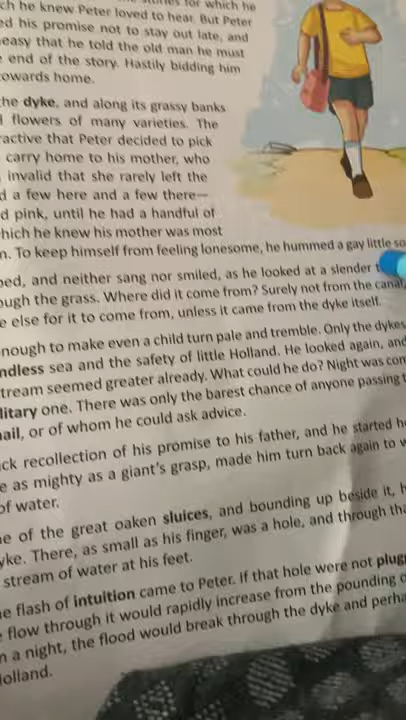 ch he knew Peter loved to hear. But Peter
ed his promise not to stay out late, and
easy that he told the old man he must
end of the story. Hastily bidding him
towards home.
he dyke, and along its grassy banks
flowers of many varieties. The
ractive that Peter decided to pick
carry home to his mother, who
invalid that she rarely left the
d a few here and a few there—
d pink, until he had a handful of
hich he knew his mother was most
n. To keep himself from feeling lonesome, he hummed a gay little so
ped, and neither sang nor smiled, as he looked at a slender
ough the grass. Where did it come from? Surely not from the canal,
e else for it to come from, unless it came from the dyke itself.
nough to make even a child turn pale and tremble. Only the dykes
ndless sea and the safety of little Holland. He looked again, and
tream seemed greater already. What could he do? Night was com
litary one. There was only the barest chance of anyone passing t
nail, or of whom he could ask advice.
ck recollection of his promise to his father, and he started h
e as mighty as a giant's grasp, made him turn back again to w
of water.
ne of the great oaken sluices, and bounding up beside it, h
yke. There, as small as his finger, was a hole, and through tha
stream of water at his feet.
e flash of intuition came to Peter. If that hole were not plug
flow through it would rapidly increase from the pounding o
n a night, the flood would break through the dyke and perha
Holland.